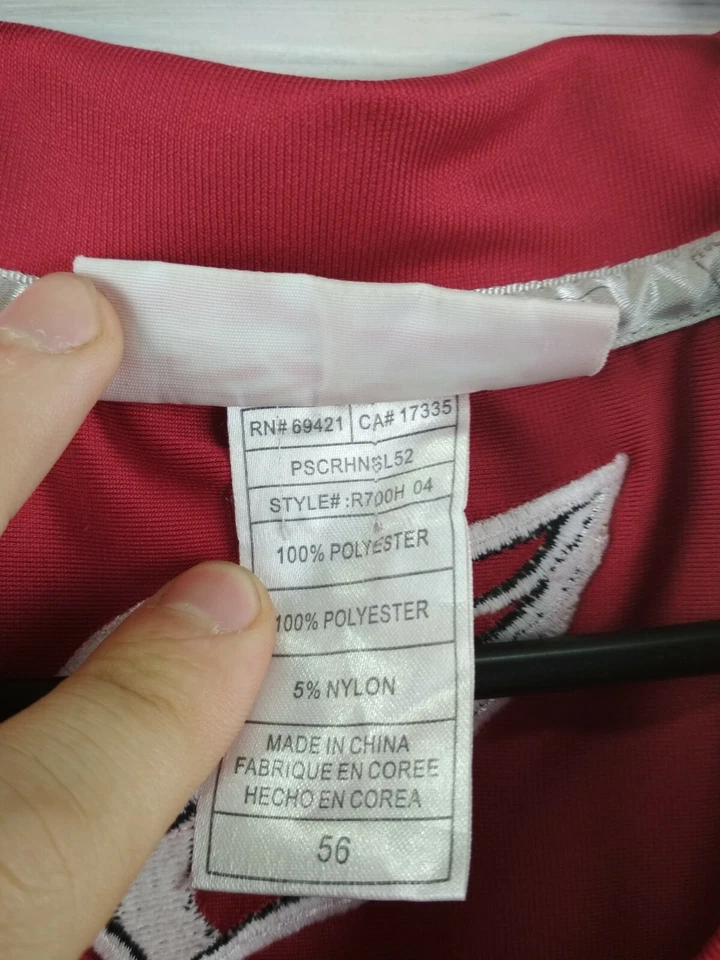 RN# 69421 CA# 17335
PSCRHNSL52
STYLE# :R700H 04
100% POLYESTER
100% POLYESTER
5% NYLON
MADE IN CHINA
FABRIQUE EN COREE
HECHO EN COREA
56